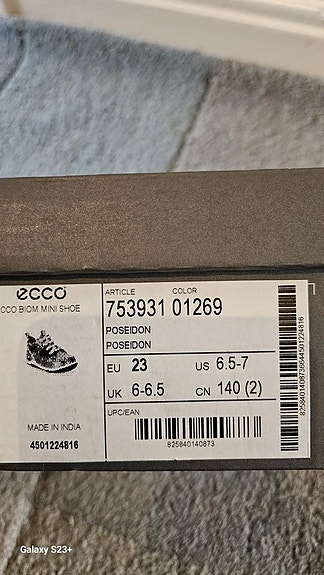 ecco
ECCO BIOM MINI SHOE
MADE IN INDIA
4501224816
ARTICLE COLOR
753931 01269
POSEIDON
POSEIDON
EU 23 US 6.5-7
UK 6-6.5 CN 140 (2)
UPC/EAN
825840140873
8258401408736644501224816
Galaxy S23+